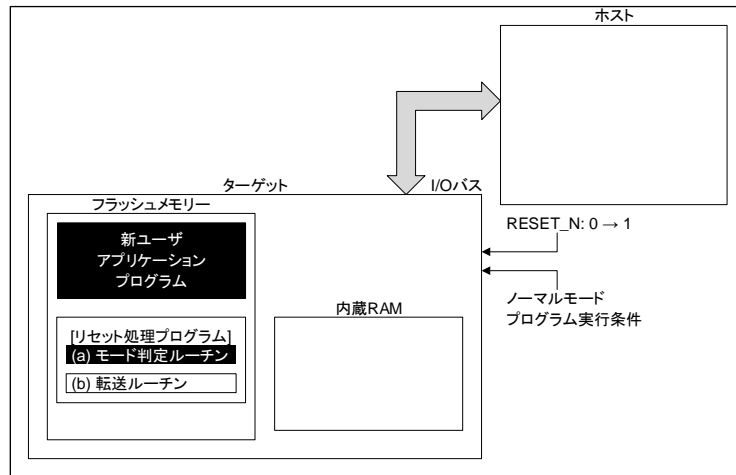 ホスト
ターゲット
I/Oバス
フラッシュメモリー
新ユーザ
アプリケーション
プログラム
RESET_N: 0 → 1
ノーマルモード
プログラム実行条件
内蔵RAM
[リセット処理プログラム]
(a) モード判定ルーチン
(b) 転送ルーチン